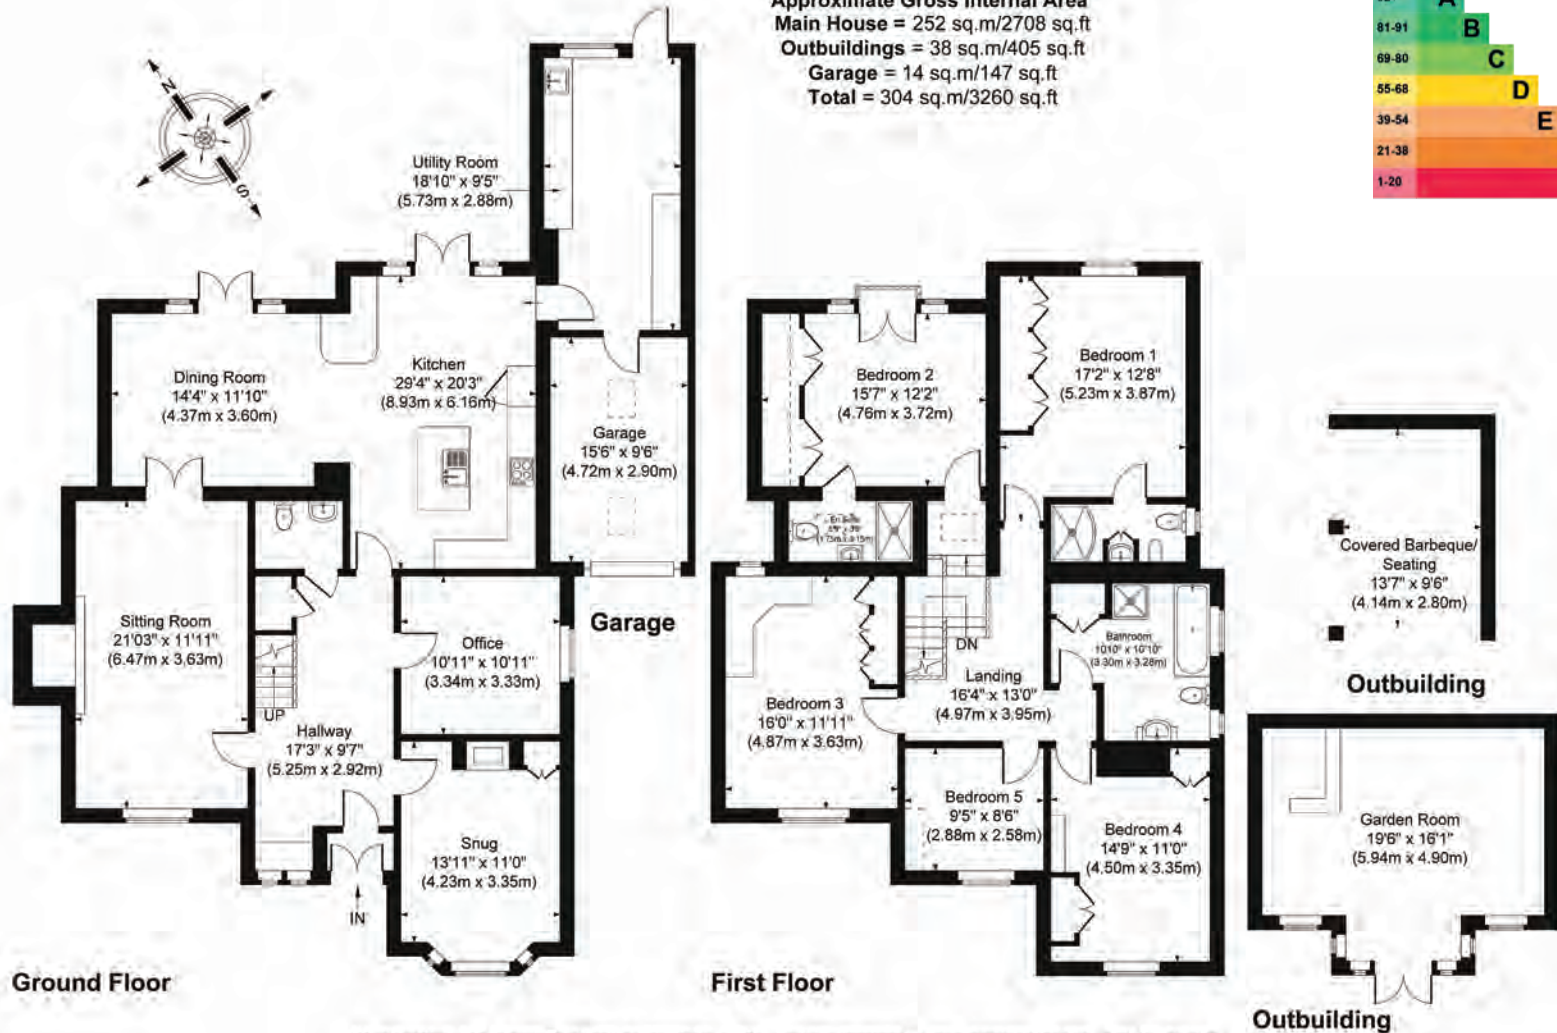 Approximate Gross Internal Area
Main House = 252 sq.m/2708 sq.ft
Outbuildings = 38 sq.m/405 sq.ft
Garage = 14 sq.m/147 sq.ft
Total = 304 sq.m/3260 sq.ft
A
81-91 B
69-80 C
55-68 D
39-54 E
21-38
1-20
N
S
Utility Room
18'10" x 9'5"
(5.73m x 2.88m)
Dining Room
14'4" x 11'10"
(4.37m x 3.60m)
Kitchen
29'4" x 20'3"
(8.93m x 6.16m)
Garage
15'6" x 9'6"
(4.72m x 2.90m)
Garage
Sitting Room
21'03" x 11'11"
(6.47m x 3.63m)
Office
10'11" x 10'11"
(3.34m x 3.33m)
UP
Hallway
17'3" x 9'7"
(5.25m x 2.92m)
Snug
13'11" x 11'0"
(4.23m x 3.35m)
IN
Ground Floor
Bedroom 2
15'7" x 12'2"
(4.76m x 3.72m)
Bedroom 1
17'2" x 12'8"
(5.23m x 3.87m)
En Suite
DN
Landing
16'4" x 13'0"
(4.97m x 3.95m)
Bathroom
10'10" x 10'10"
(3.30m x 3.28m)
Bedroom 3
16'0" x 11'11"
(4.87m x 3.63m)
Bedroom 5
9'5" x 8'6"
(2.88m x 2.58m)
Bedroom 4
14'9" x 11'0"
(4.50m x 3.35m)
First Floor
Covered Barbeque/
Seating
13'7" x 9'6"
(4.14m x 2.80m)
Outbuilding
Garden Room
19'6" x 16'1"
(5.94m x 4.90m)
Outbuilding